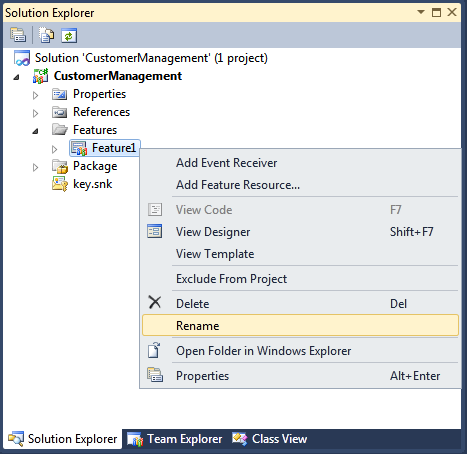 Solution Explorer
Solution 'CustomerManagement' (1 project)
CustomerManagement
Properties
References
Features
Feature1
Package
key.snk
Add Event Receiver
Add Feature Resource...
View Code F7
View Designer Shift+F7
View Template
Exclude From Project
Delete Del
Rename
Open Folder in Windows Explorer
Properties Alt+Enter
Solution Explorer Team Explorer Class View